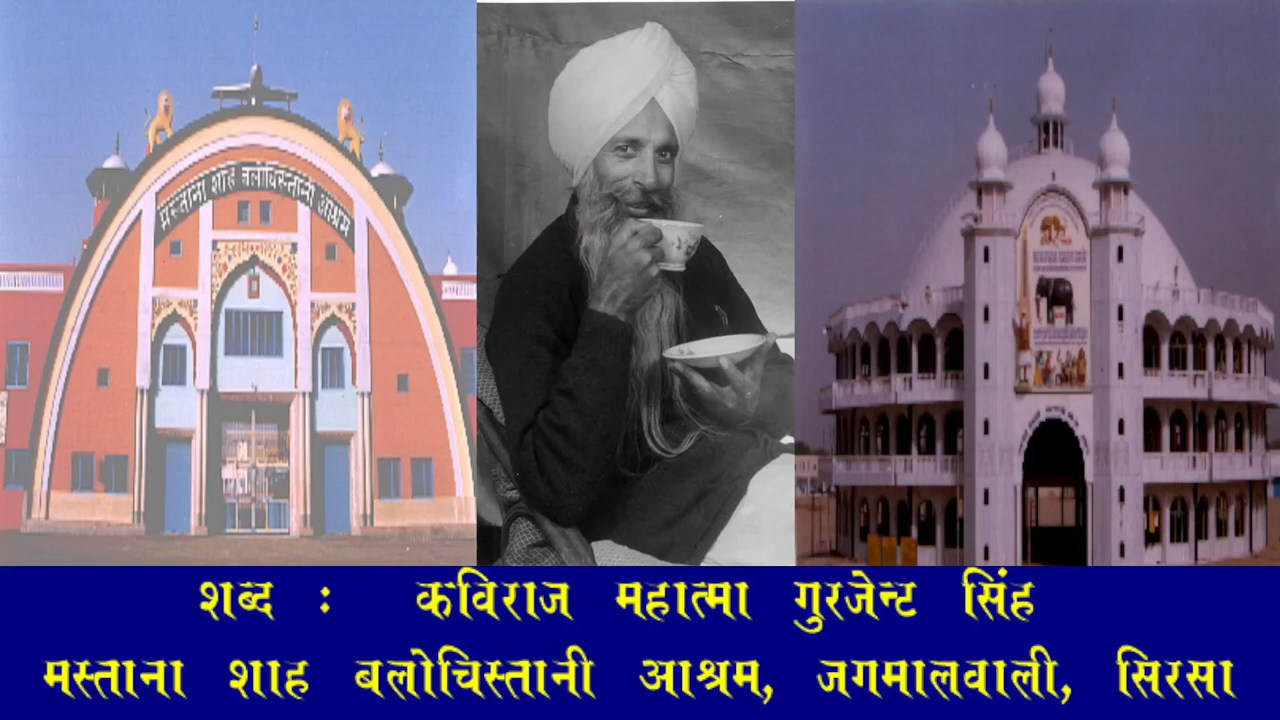 मस्ताना शाह बलोचिस्तानी आश्रम
शब्द : कविराज महात्मा गुरजेन्ट सिंह
मस्ताना शाह बलोचिस्तानी आश्रम, जगमालवाली, सिरसा